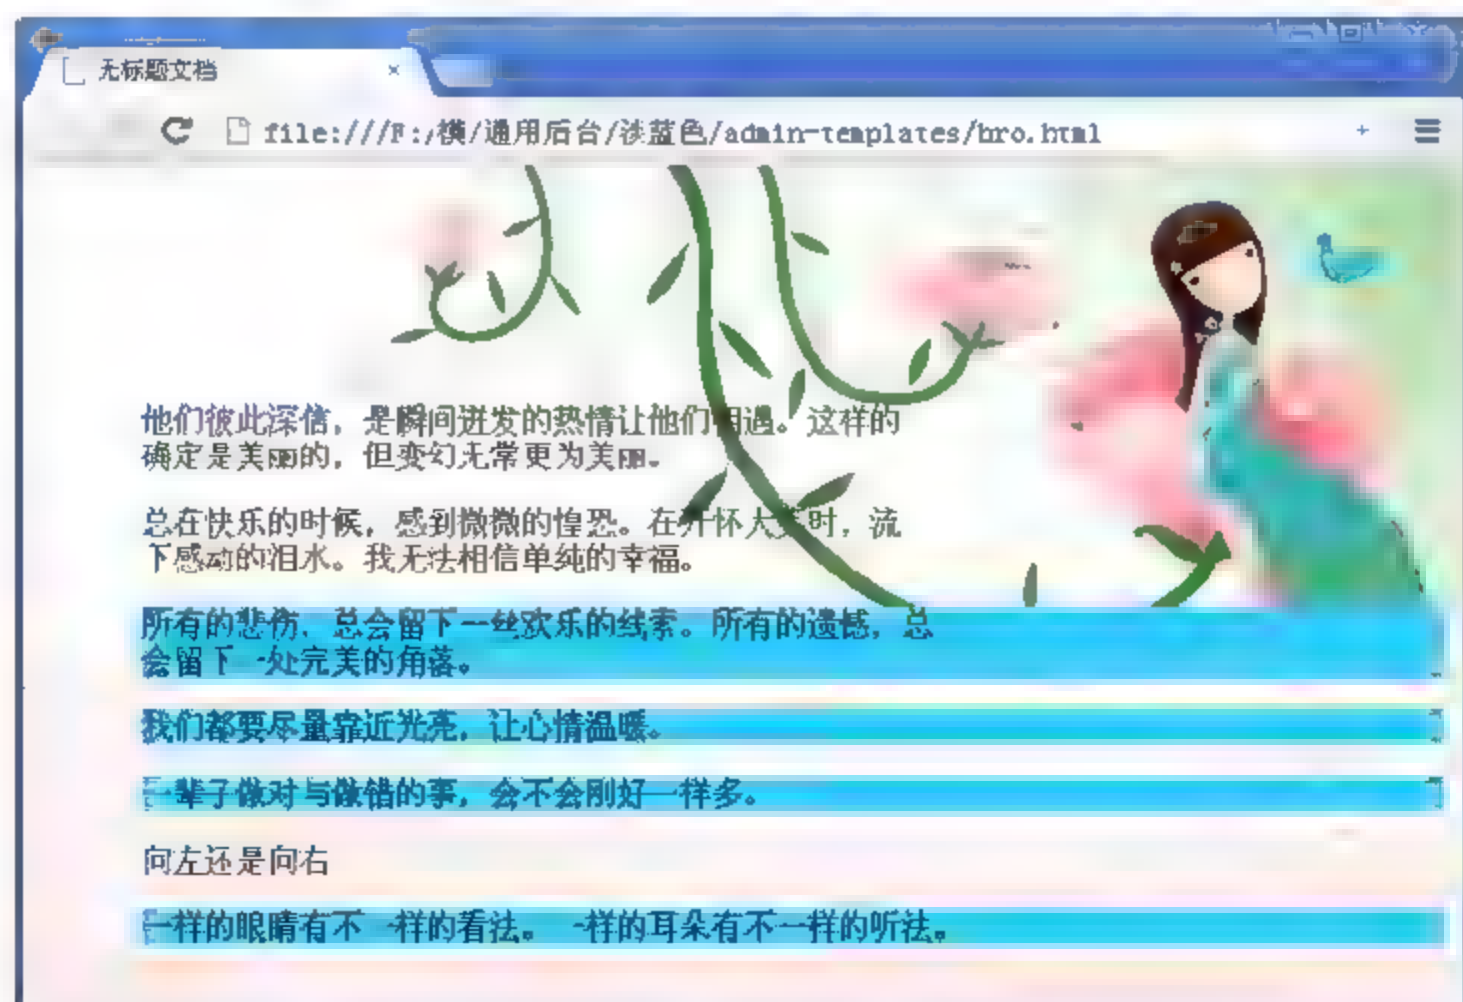 无标题文档
file:///F:/模/通用后台/淡蓝色/admin-templates/bro.html
他们彼此深信，是瞬间迸发的热情让他们相遇。这样的
确定是美丽的，但变幻无常更为美丽。
总在快乐的时候，感到微微的惶恐。在开怀大笑时，流
下感动的泪水。我无法相信单纯的幸福。
所有的悲伤，总会留下一丝欢乐的线索。所有的遗憾，总
会留下一处完美的角落。
我们都要尽量靠近光亮，让心情温暖。
一辈子做对与做错的事，会不会刚好一样多。
向左还是向右
一样的眼睛有不一样的看法。一样的耳朵有不一样的听法。